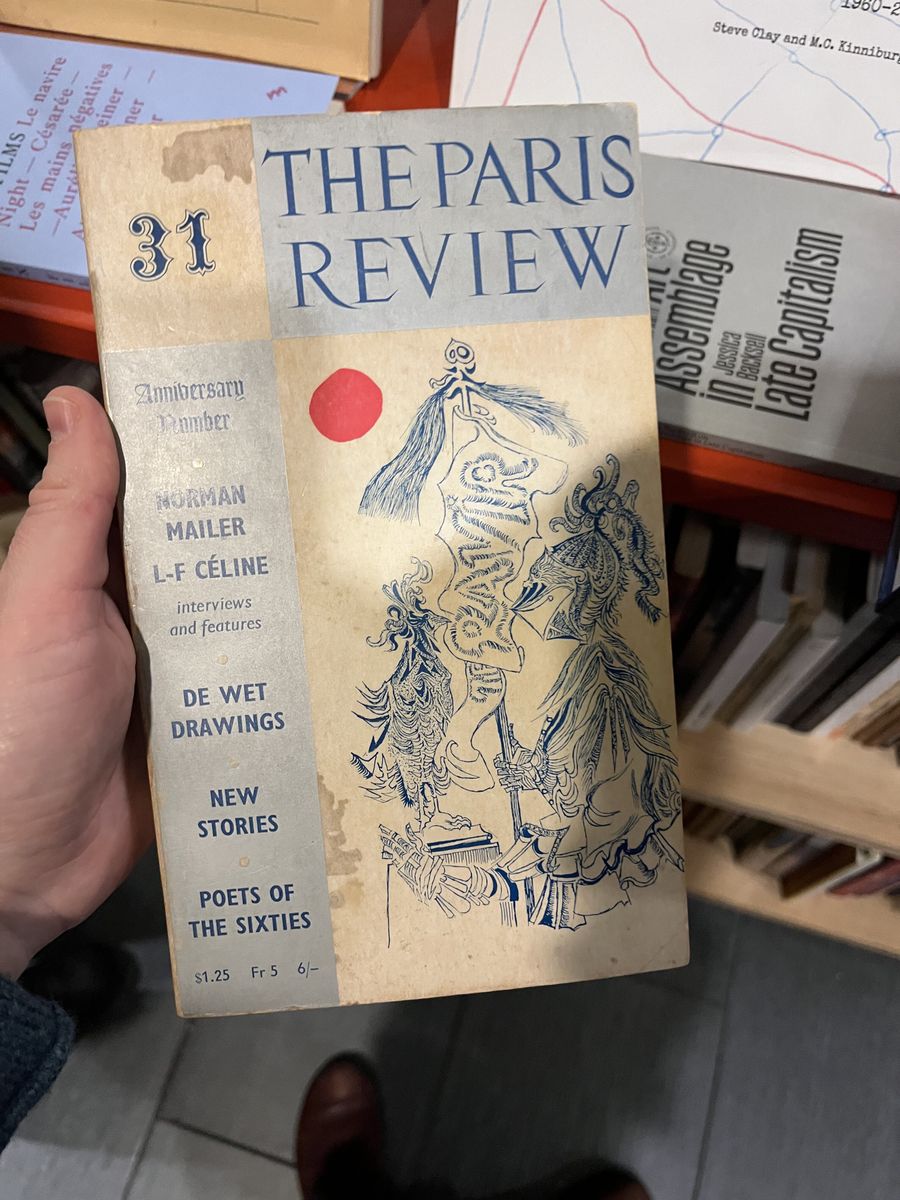 THE PARIS
REVIEW
31
Anniversary
Number
NORMAN
MAILER
L-F CÉLINE
interviews
and features
DE WET
DRAWINGS
NEW
STORIES
POETS OF
THE SIXTIES
$1.25 Fr 5 6/–
FILMS Le navire
Night — Césarée —
Les mains négatives
Steve Clay and M.C. Kinniburg
Assemblage
in Jessica
Backsell
Late Capitalism